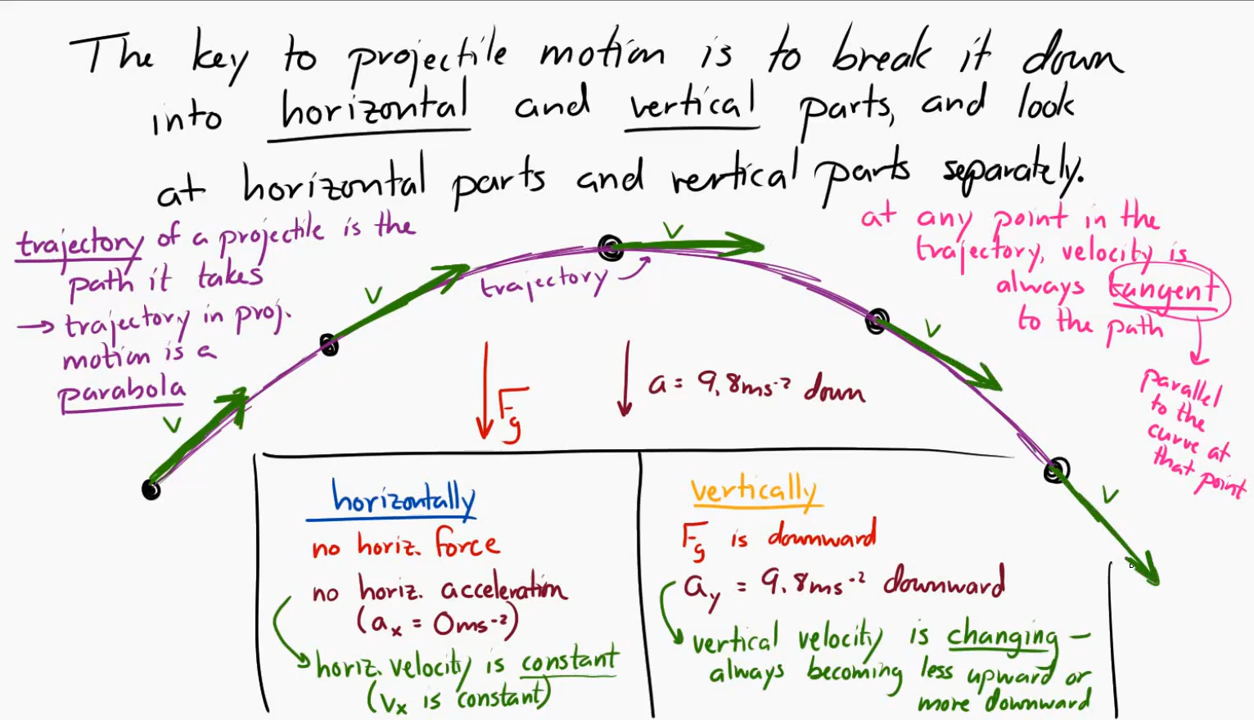 The key to projectile motion is to break it down
into horizontal and vertical parts, and look
at horizontal parts and vertical parts separately.
trajectory of a projectile is the
path it takes
→ trajectory in proj.
motion is a
parabola
v
v
v
trajectory
v
v
at any point in the
trajectory, velocity is
always tangent
to the path
parallel
to the
curve at
that point
Fg
a = 9.8ms⁻² down
horizontally
no horiz. force
no horiz. acceleration
(ax = 0ms⁻²)
horiz. velocity is constant
(vx is constant)
vertically
Fg is downward
ay = 9.8ms⁻² downward
vertical velocity is changing –
always becoming less upward or
more downward